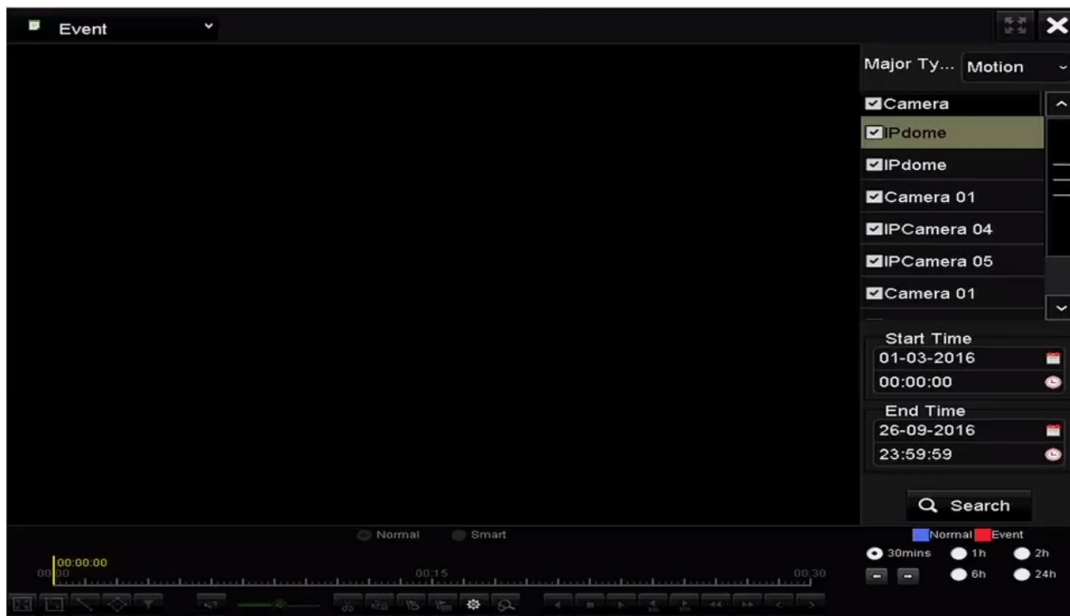 Event
Major Ty... Motion
Camera
IPdome
IPdome
Camera 01
IPCamera 04
IPCamera 05
Camera 01
Start Time
01-03-2016
00:00:00
End Time
26-09-2016
23:59:59
Search
Normal Smart
Normal Event
00:00:00
00:00 00:15 00:30
30mins 1h 2h
6h 24h